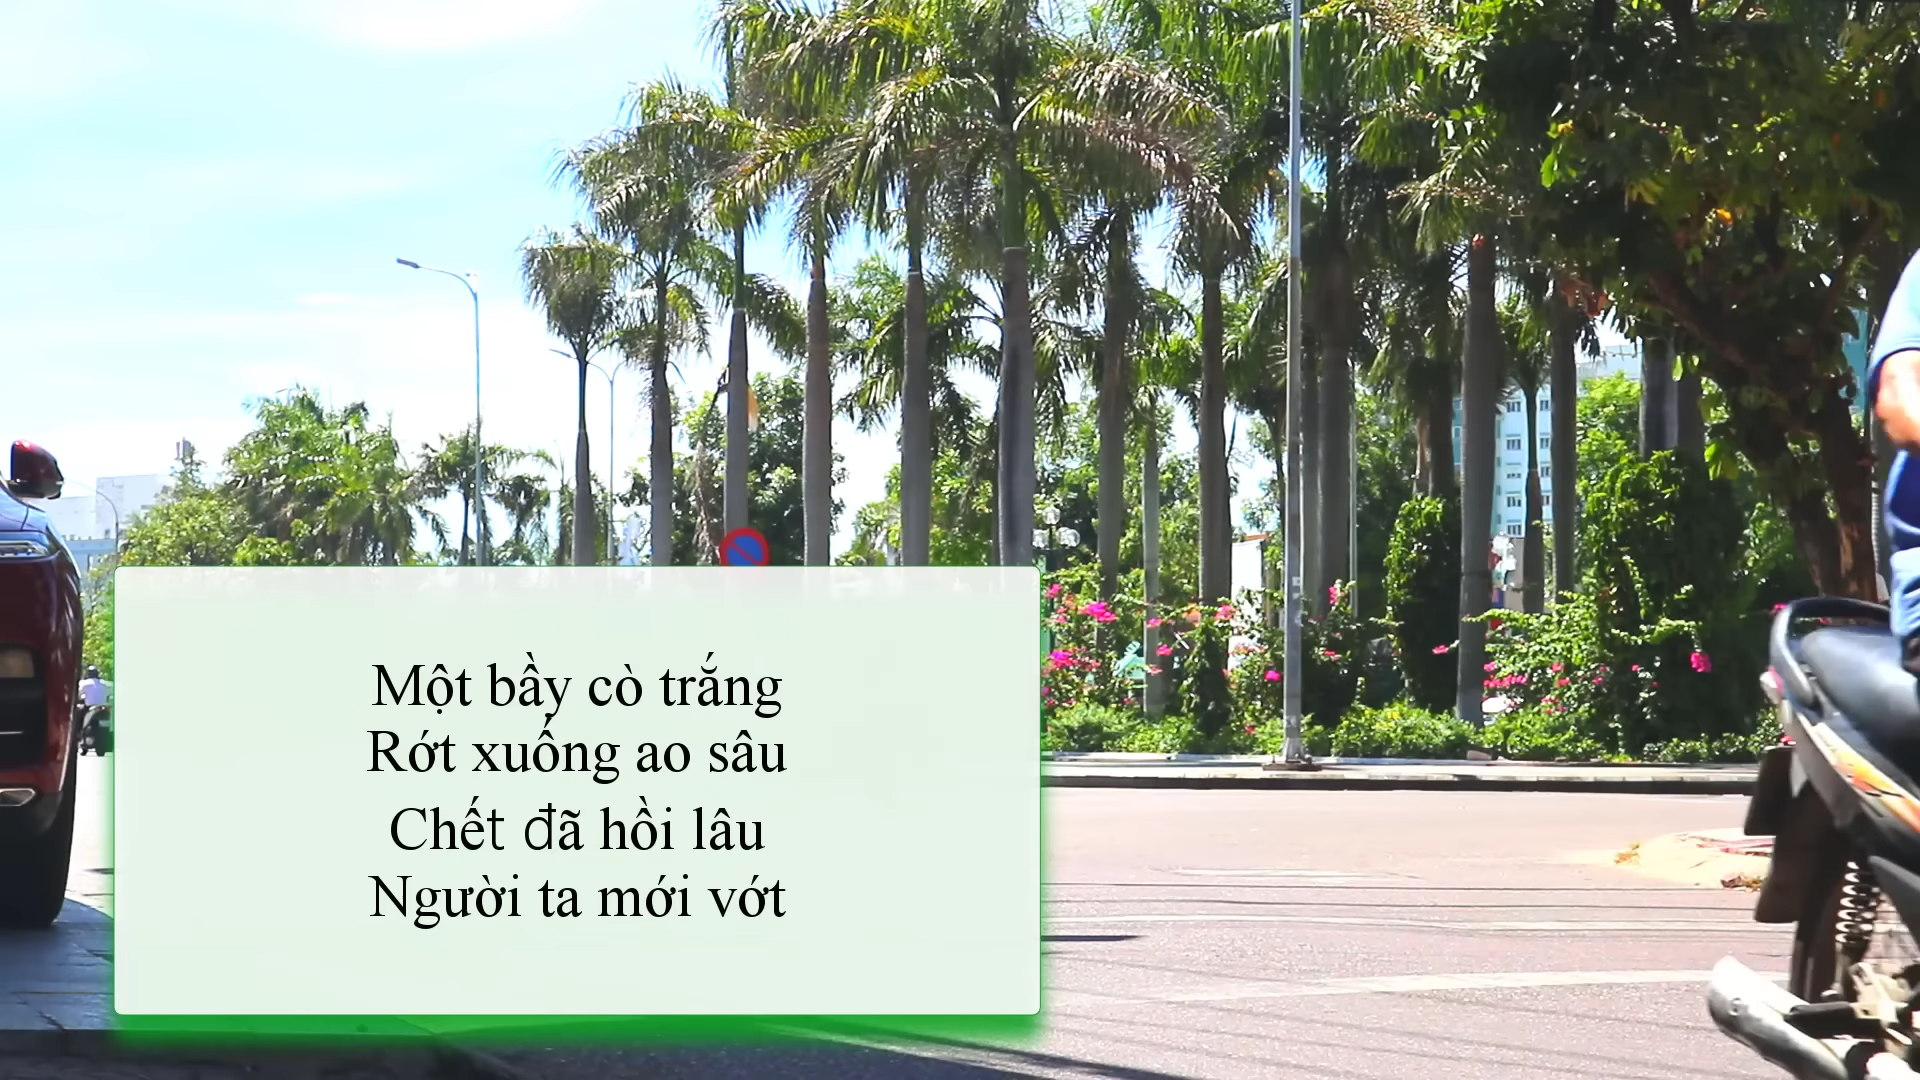 Một bầy cò trắng
Rớt xuống ao sâu
Chết đã hồi lâu
Người ta mới vớt